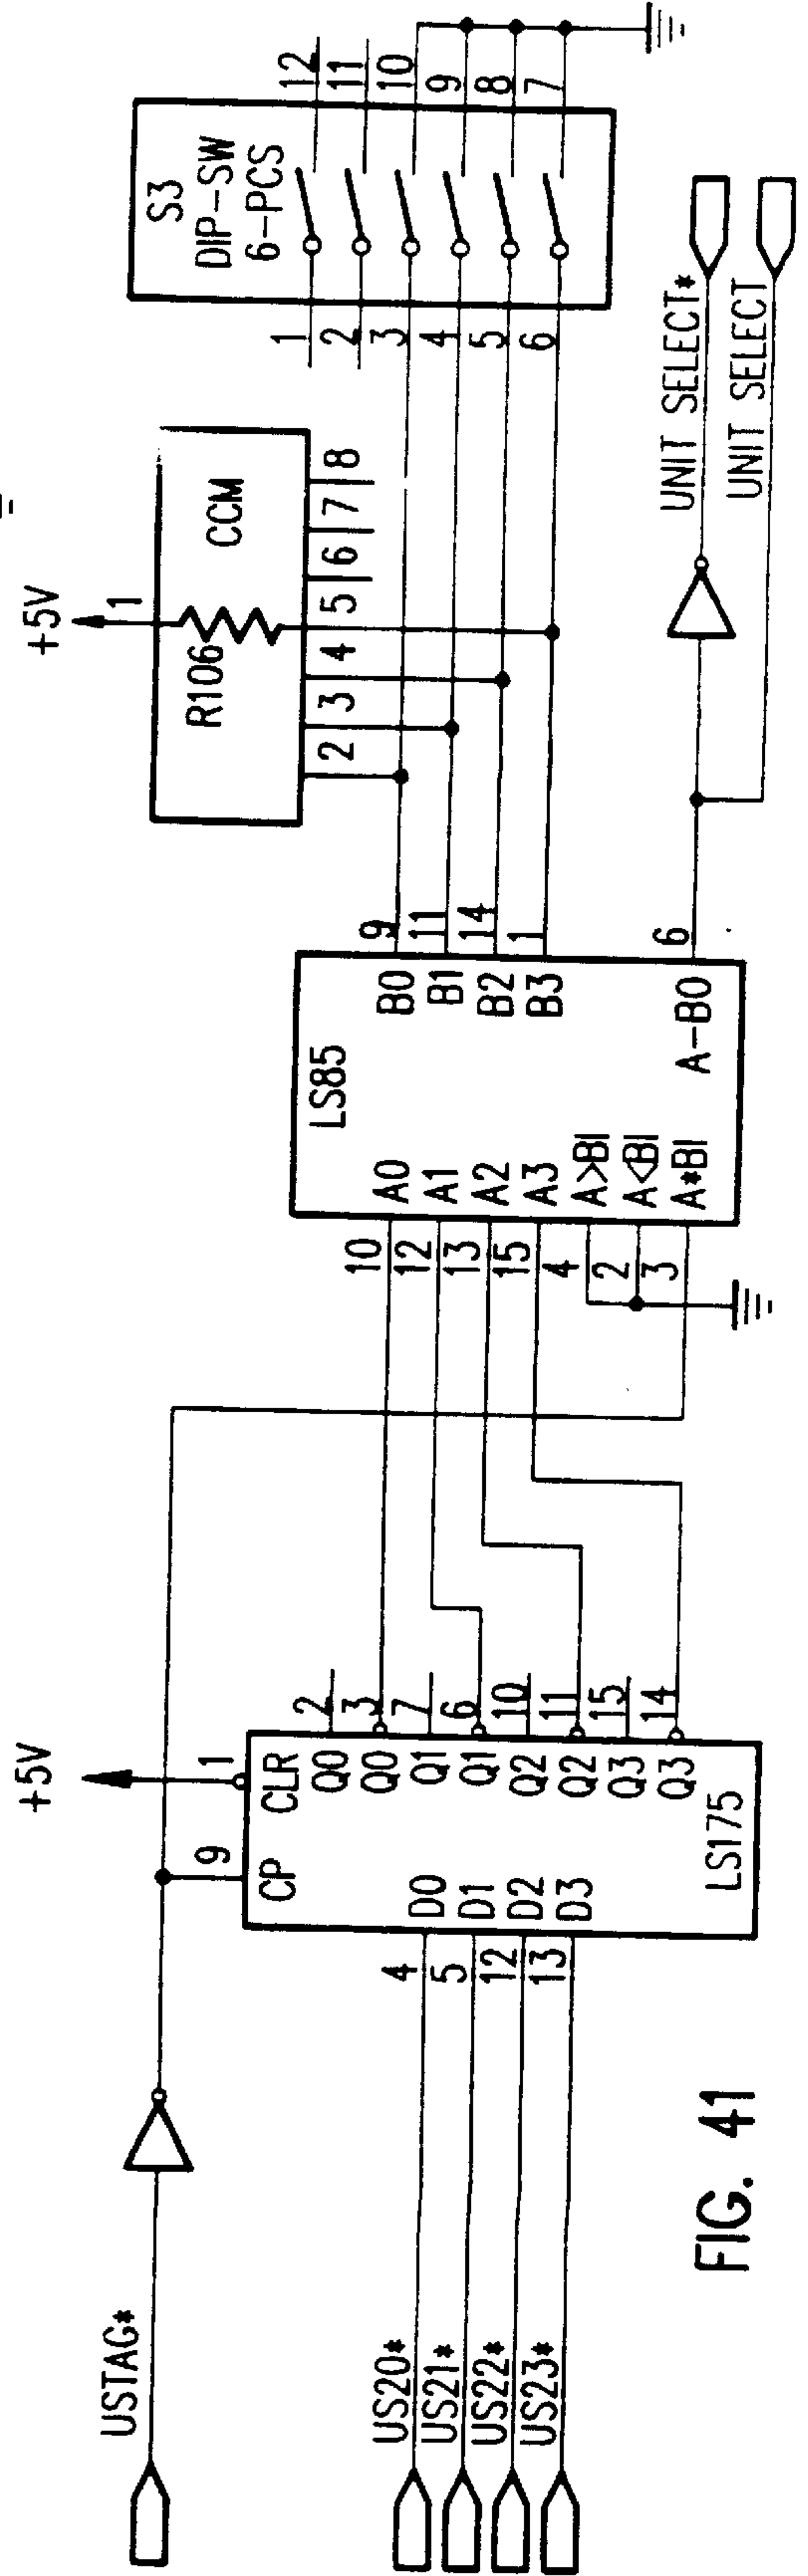 USTAG*
US20*
US21*
US22*
US23*
FIG. 41
+5V
9
1
CP
CLR
4
5
12
13
D0
D1
D2
D3
Q0
Q0
Q1
Q1
Q2
Q2
Q3
Q3
2
3
7
6
10
11
15
14
LS175
10
12
13
15
4
2
3
LS85
A0
A1
A2
A3
A>BI
A<BI
A*BI
B0
B1
B2
B3
A-B0
9
11
14
1
6
+5V
1
R106
CCM
2
3
4
5
6
7
8
UNIT SELECT*
UNIT SELECT
S3
DIP-SW
6-PCS
1
2
3
4
5
6
12
11
10
9
8
7